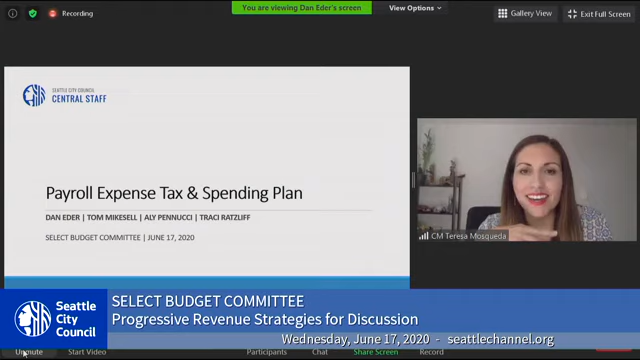 Recording
You are viewing Dan Eder's screen
View Options
Gallery View
Exit Full Screen
SEATTLE CITY COUNCIL
CENTRAL STAFF
Payroll Expense Tax & Spending Plan
DAN EDER | TOM MIKESELL | ALY PENNUCCI | TRACI RATZLIFF
SELECT BUDGET COMMITTEE | JUNE 17, 2020
CM Teresa Mosqueda
Seattle
City
Council
SELECT BUDGET COMMITTEE
Progressive Revenue Strategies for Discussion
Wednesday, June 17, 2020 - seattlechannel.org
Unmute
Start Video
Participants
Chat
Share Screen
Record